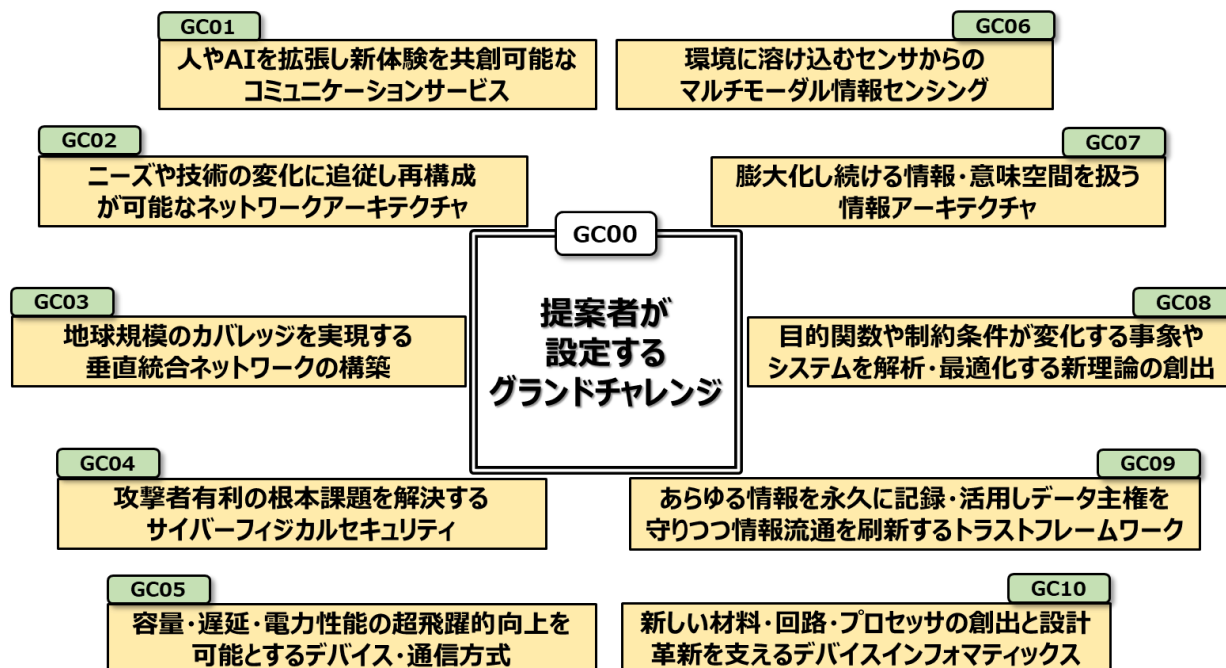 GC01
人やAIを拡張し新体験を共創可能な
コミュニケーションサービス
GC06
環境に溶け込むセンサからの
マルチモーダル情報センシング
GC02
ニーズや技術の変化に追従し再構成
が可能なネットワークアーキテクチャ
GC07
膨大化し続ける情報・意味空間を扱う
情報アーキテクチャ
GC00
提案者が
設定する
グランドチャレンジ
GC03
地球規模のカバレッジを実現する
垂直統合ネットワークの構築
GC08
目的関数や制約条件が変化する事象や
システムを解析・最適化する新理論の創出
GC04
攻撃者有利の根本課題を解決する
サイバーフィジカルセキュリティ
GC09
あらゆる情報を永久に記録・活用しデータ主権を
守りつつ情報流通を刷新するトラストフレームワーク
GC05
容量・遅延・電力性能の超飛躍的向上を
可能とするデバイス・通信方式
GC10
新しい材料・回路・プロセッサの創出と設計
革新を支えるデバイスインフォマティックス